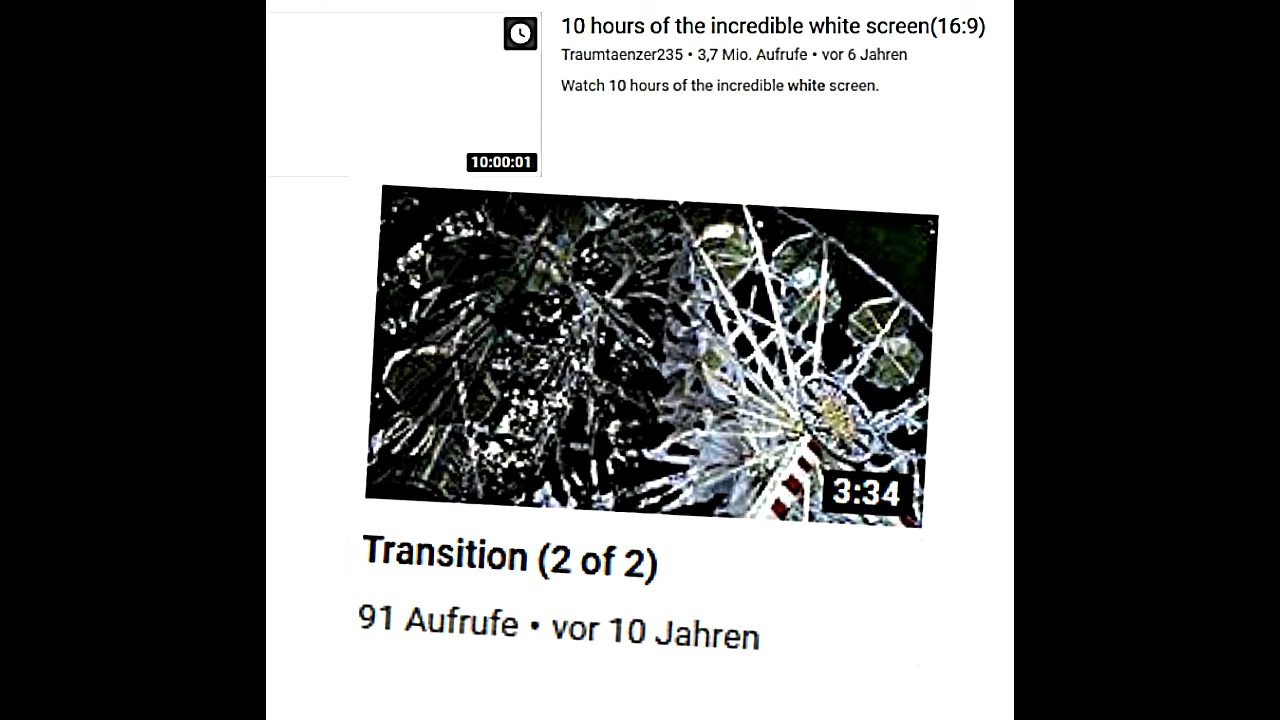 10 hours of the incredible white screen(16:9)
Traumtaenzer235 • 3,7 Mio. Aufrufe • vor 6 Jahren
Watch 10 hours of the incredible white screen.
10:00:01
3:34
Transition (2 of 2)
91 Aufrufe • vor 10 Jahren